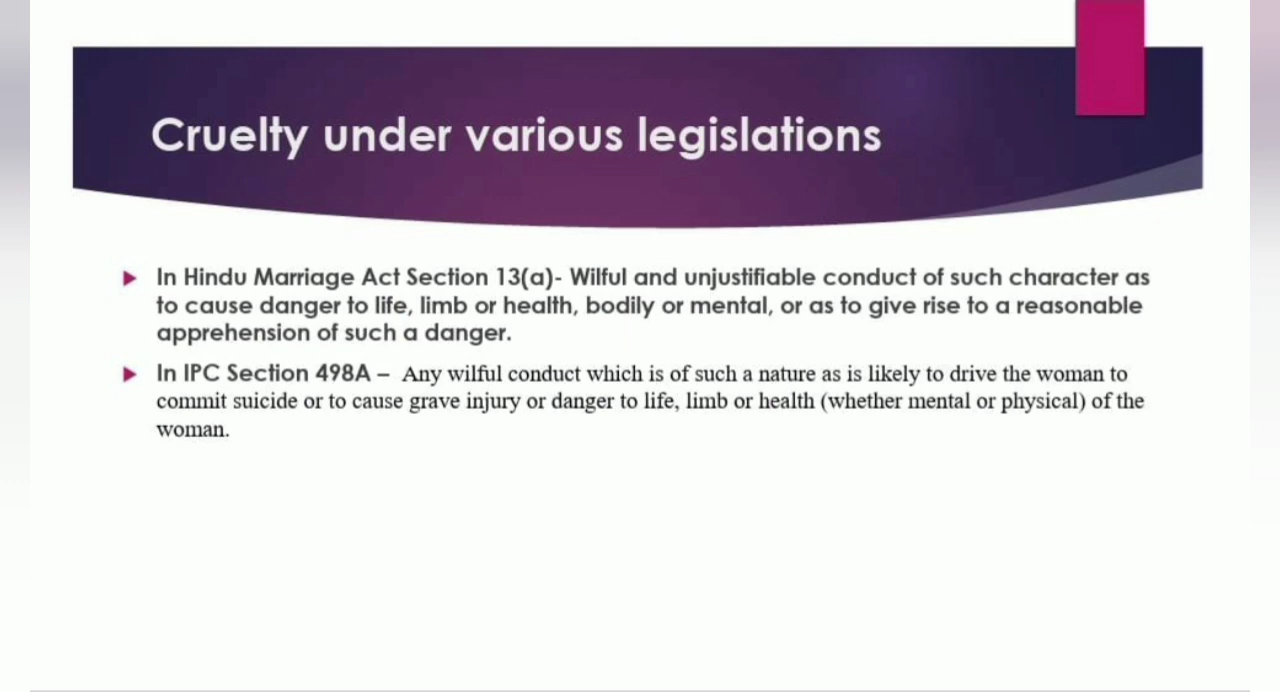 Cruelty under various legislations
In Hindu Marriage Act Section 13(a)- Wilful and unjustifiable conduct of such character as
to cause danger to life, limb or health, bodily or mental, or as to give rise to a reasonable
apprehension of such a danger.
In IPC Section 498A – Any wilful conduct which is of such a nature as is likely to drive the woman to
commit suicide or to cause grave injury or danger to life, limb or health (whether mental or physical) of the
woman.